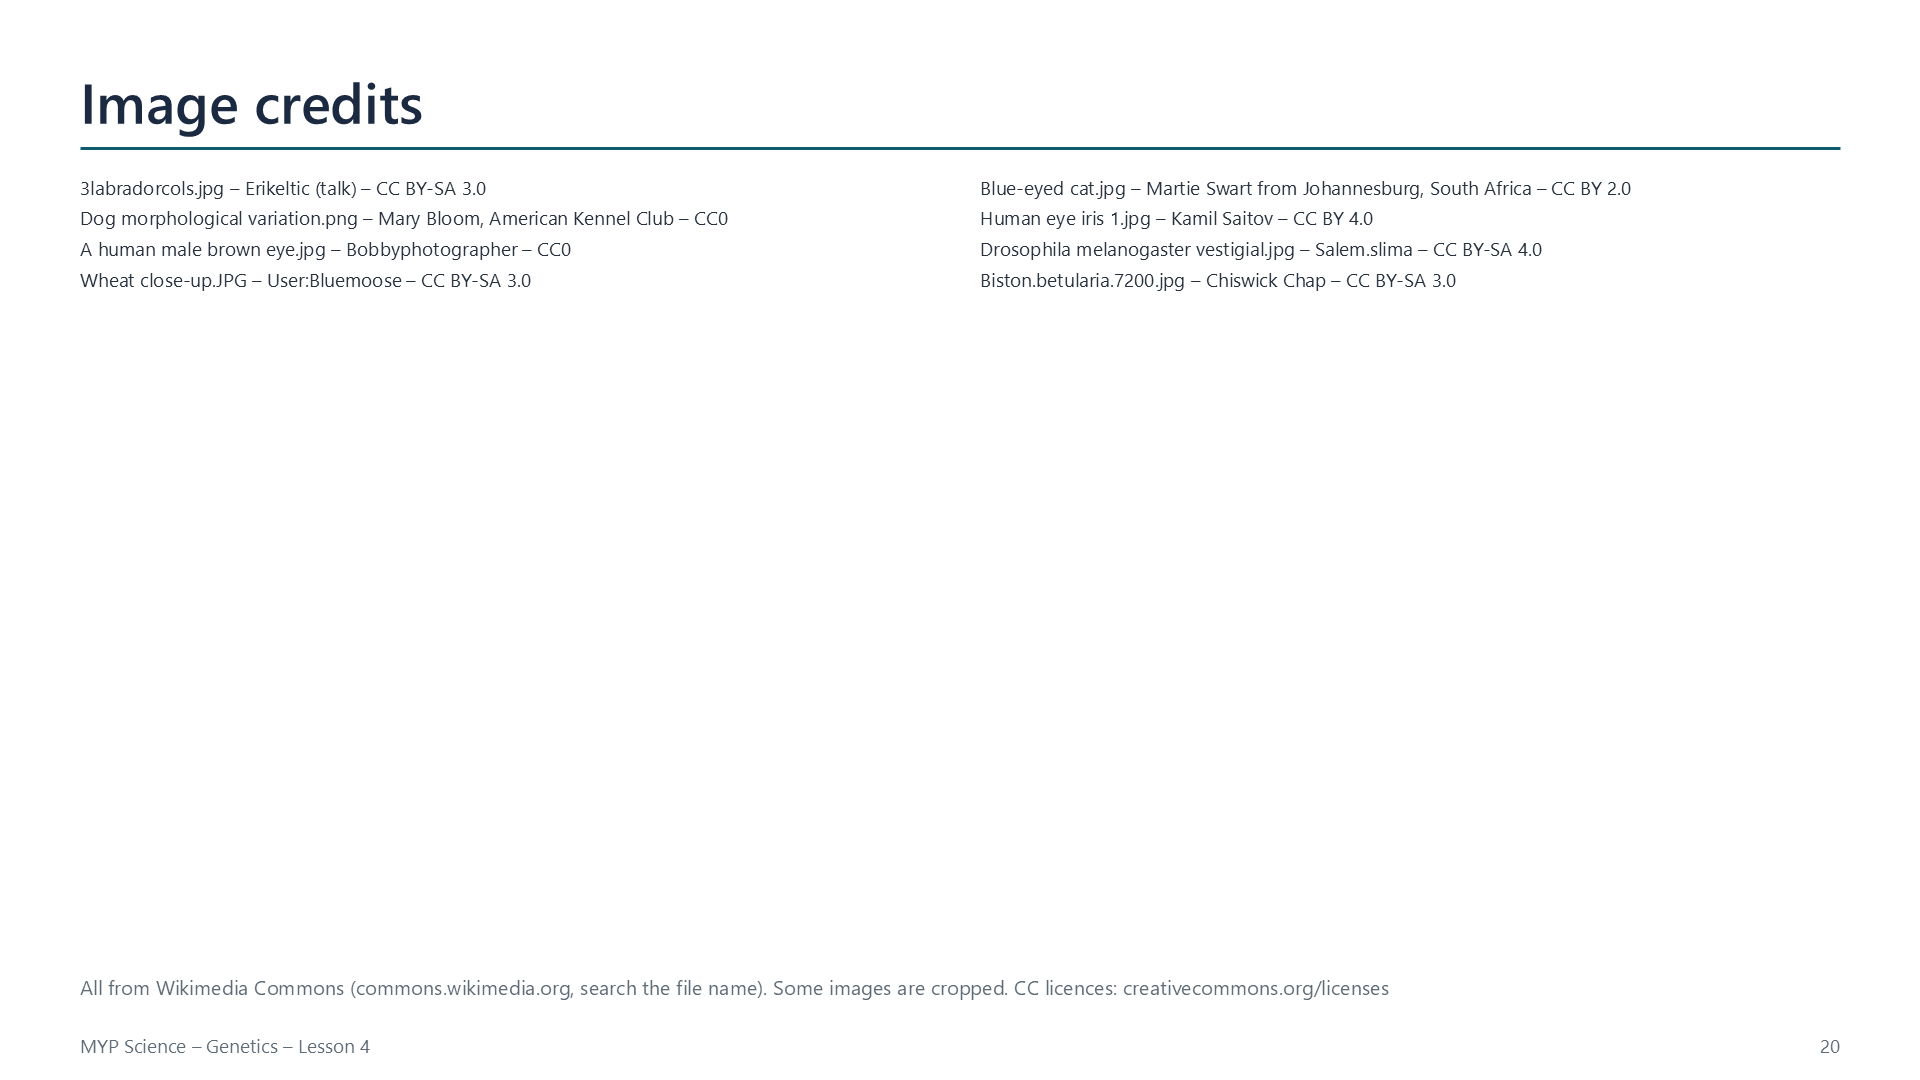 Image credits
3labradorcols.jpg – Erikeltic (talk) – CC BY-SA 3.0
Dog morphological variation.png – Mary Bloom, American Kennel Club – CC0
A human male brown eye.jpg – Bobbyphotographer – CC0
Wheat close-up.JPG – User:Bluemoose – CC BY-SA 3.0
Blue-eyed cat.jpg – Martie Swart from Johannesburg, South Africa – CC BY 2.0
Human eye iris 1.jpg – Kamil Saitov – CC BY 4.0
Drosophila melanogaster vestigial.jpg – Salem.slima – CC BY-SA 4.0
Biston.betularia.7200.jpg – Chiswick Chap – CC BY-SA 3.0
All from Wikimedia Commons (commons.wikimedia.org, search the file name). Some images are cropped. CC licences: creativecommons.org/licenses
MYP Science – Genetics – Lesson 4
20